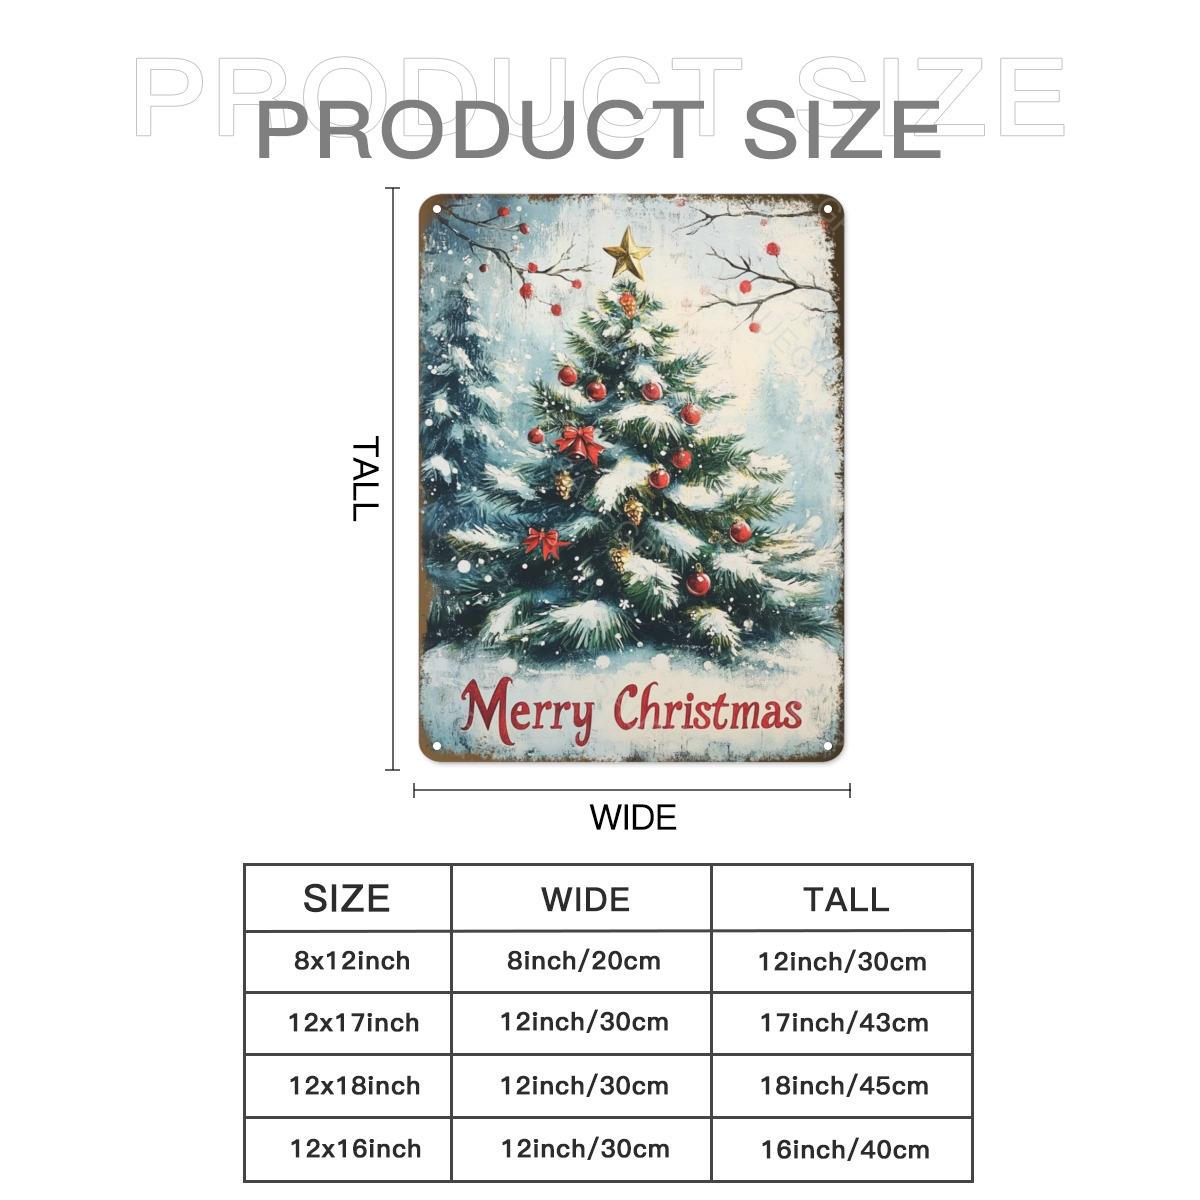 PRODUCT SIZE
PRODUCT SIZE
TALL
Merry Christmas
WIDE
SIZE WIDE TALL
8x12inch 8inch/20cm 12inch/30cm
12x17inch 12inch/30cm 17inch/43cm
12x18inch 12inch/30cm 18inch/45cm
12x16inch 12inch/30cm 16inch/40cm